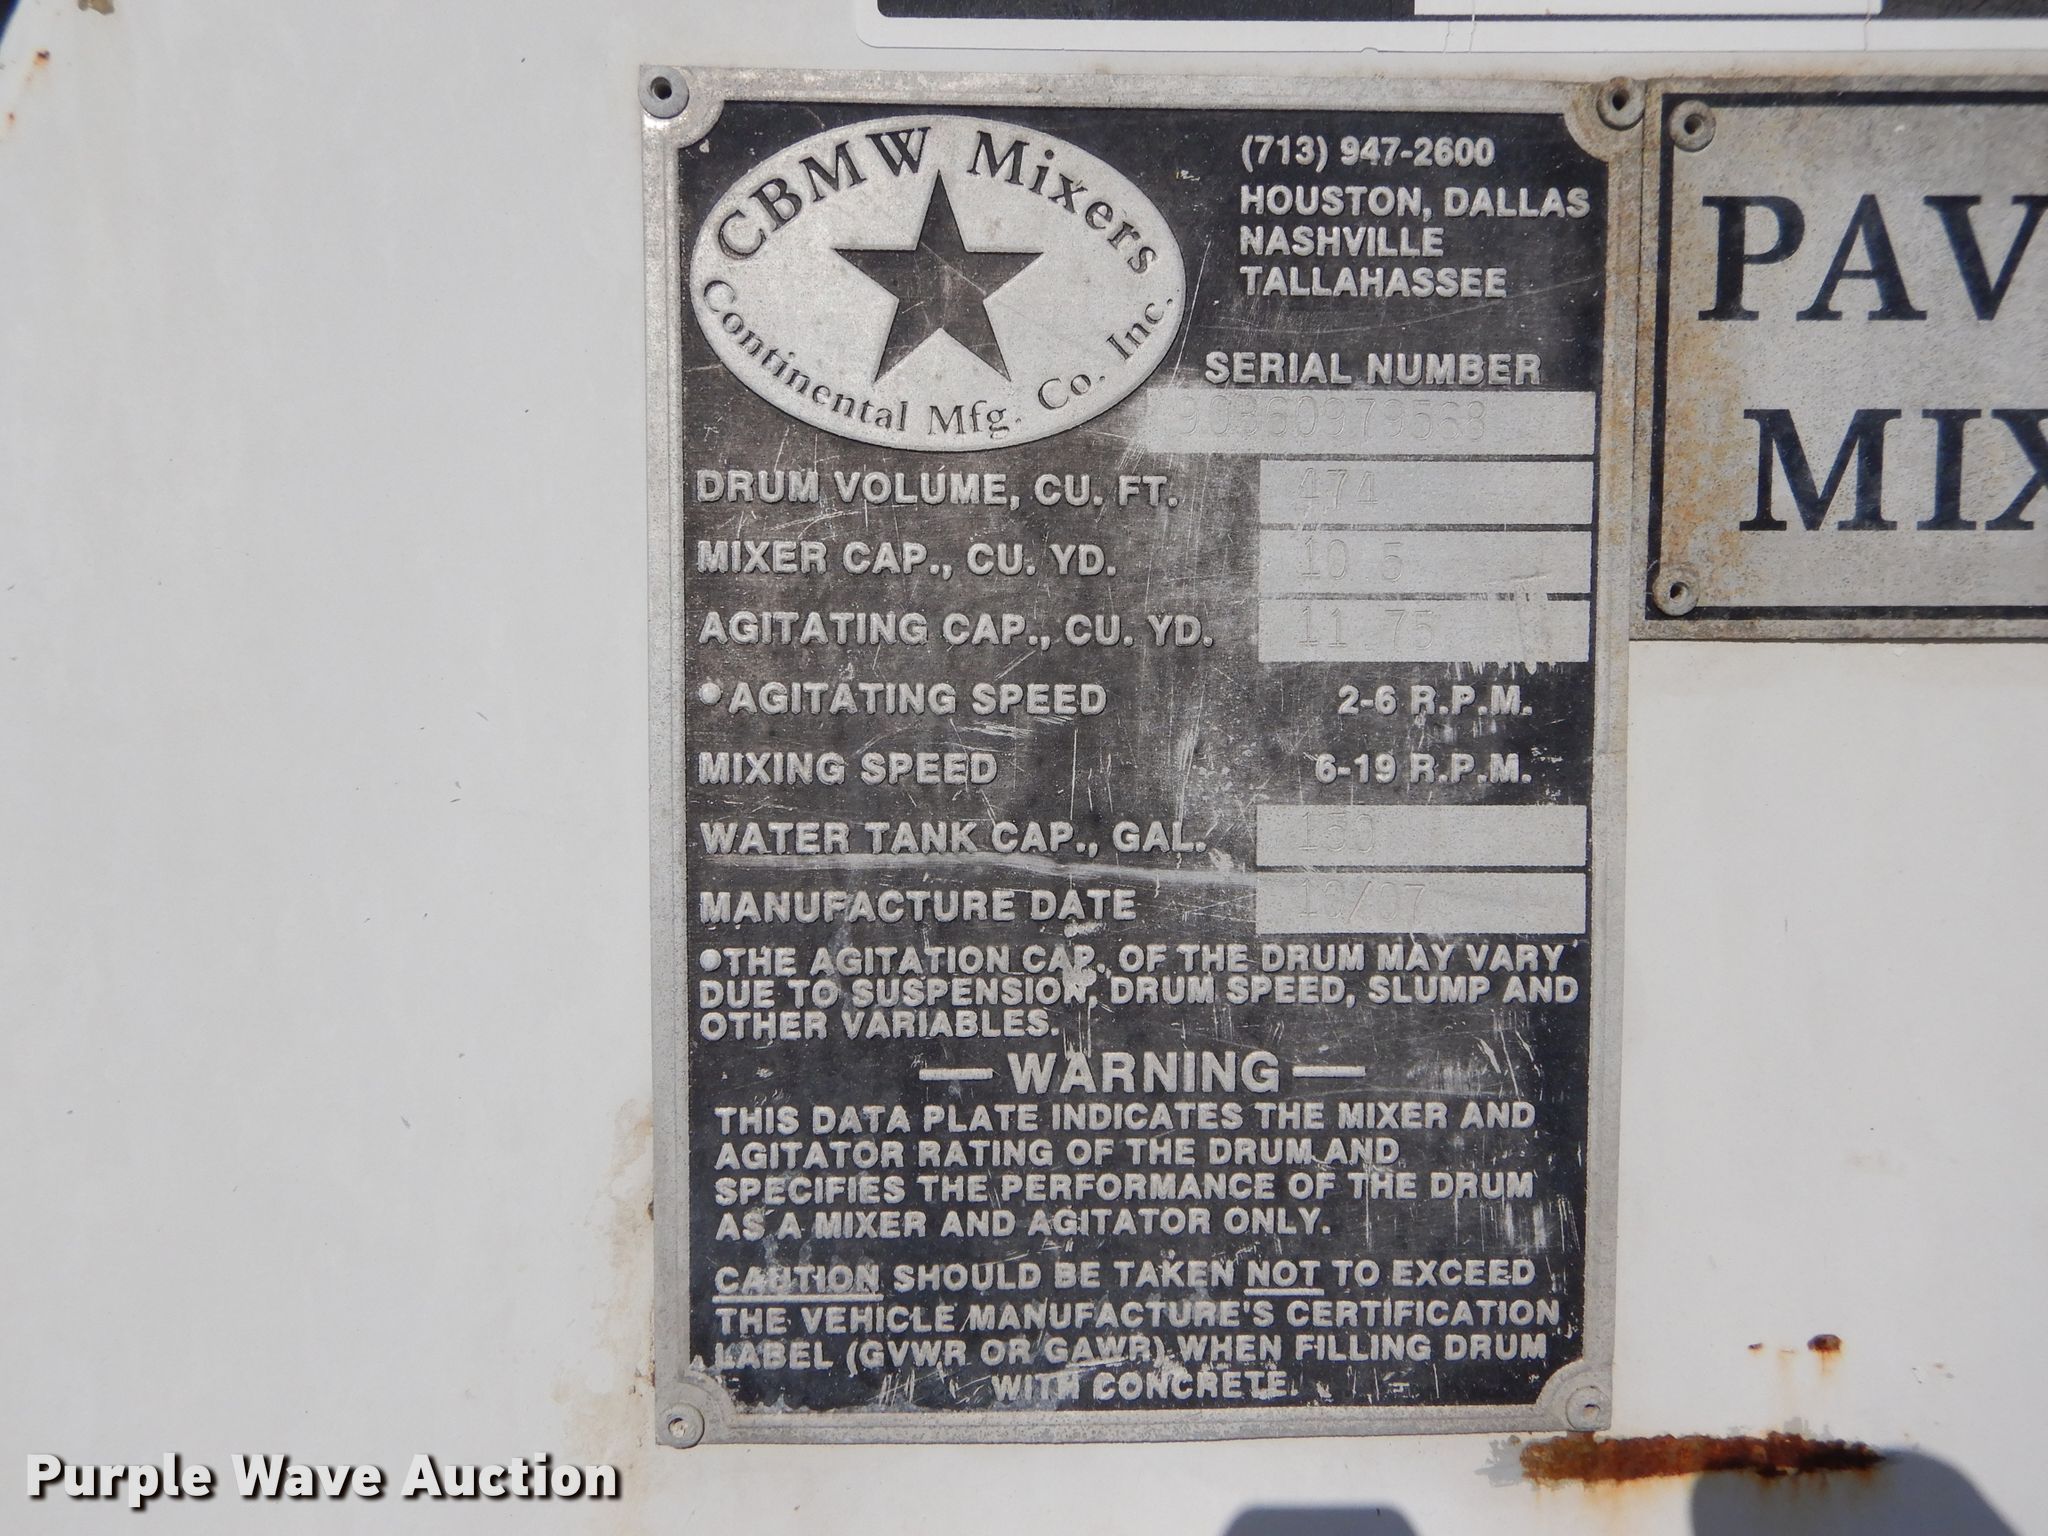 CBMW Mixers
Continental Mfg. Co. Inc.
(713) 947-2600
HOUSTON, DALLAS
NASHVILLE
TALLAHASSEE
SERIAL NUMBER
DRUM VOLUME, CU. FT. 474
MIXER CAP., CU. YD. 10.5
AGITATING CAP., CU. YD. 11.75
•AGITATING SPEED 2-6 R.P.M.
MIXING SPEED 6-19 R.P.M.
WATER TANK CAP., GAL. 150
MANUFACTURE DATE 10/07
•THE AGITATION CAP. OF THE DRUM MAY VARY
DUE TO SUSPENSION, DRUM SPEED, SLUMP AND
OTHER VARIABLES.
— WARNING —
THIS DATA PLATE INDICATES THE MIXER AND
AGITATOR RATING OF THE DRUM AND
SPECIFIES THE PERFORMANCE OF THE DRUM
AS A MIXER AND AGITATOR ONLY.
CAUTION SHOULD BE TAKEN NOT TO EXCEED
THE VEHICLE MANUFACTURE'S CERTIFICATION
LABEL (GVWR OR GAWR) WHEN FILLING DRUM
WITH CONCRETE.
PAV
MIX
Purple Wave Auction